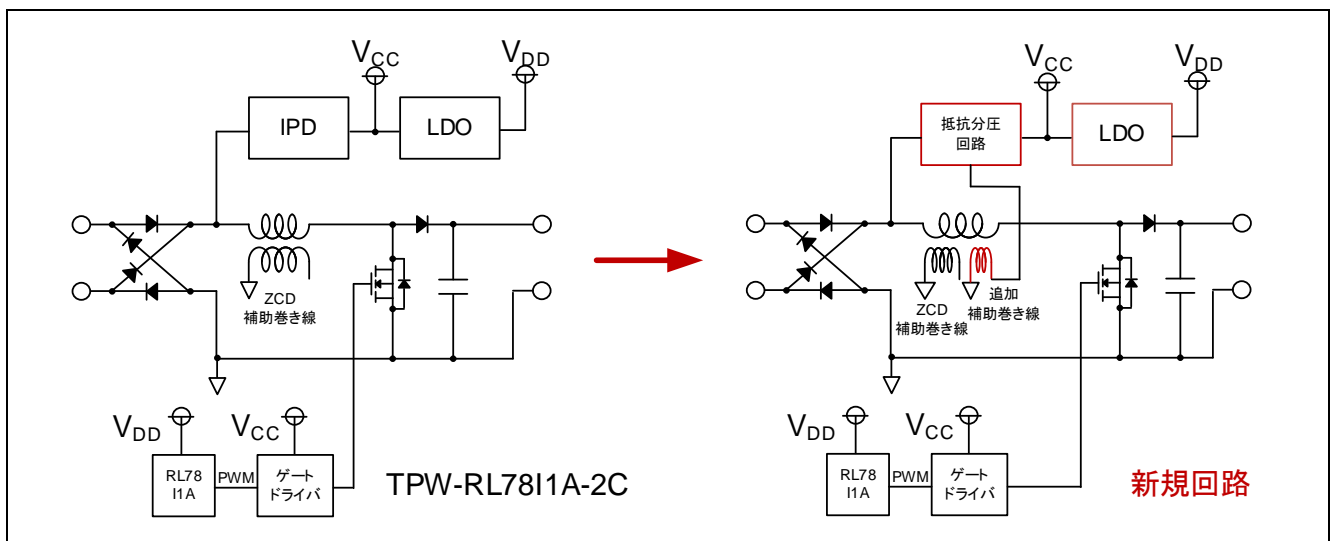 VCC
VDD
IPD
LDO
ZCD
補助巻き線
VDD
VCC
RL78
I1A
PWM
ゲート
ドライバ
TPW-RL78I1A-2C
VCC
VDD
抵抗分圧
回路
LDO
ZCD
補助巻き線
追加
補助巻き線
VDD
VCC
RL78
I1A
PWM
ゲート
ドライバ
新規回路